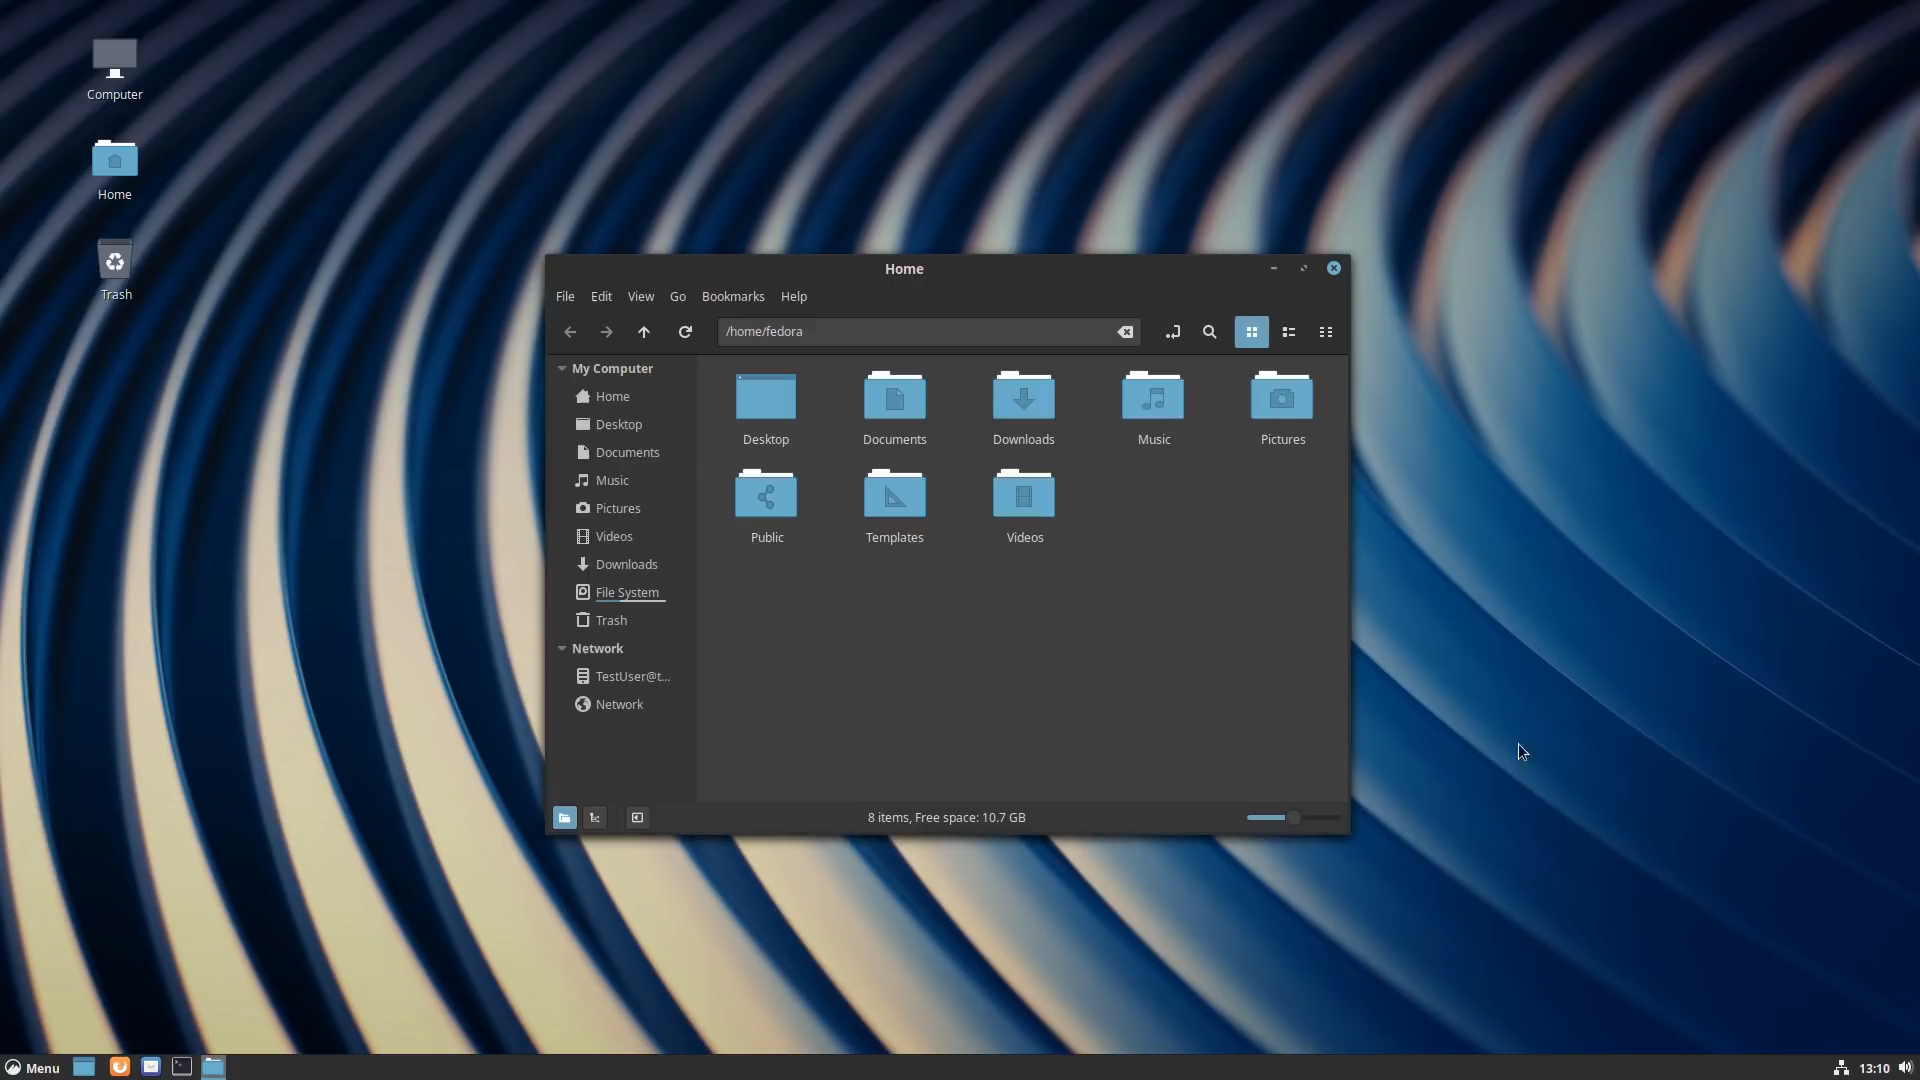 Computer
Home
Trash
Home
File Edit View Go Bookmarks Help
/home/fedora
My Computer
Home
Desktop
Documents
Music
Pictures
Videos
Downloads
File System
Trash
Network
TestUser@t...
Network
Desktop Documents Downloads Music Pictures
Public Templates Videos
8 items, Free space: 10.7 GB
Menu
13:10